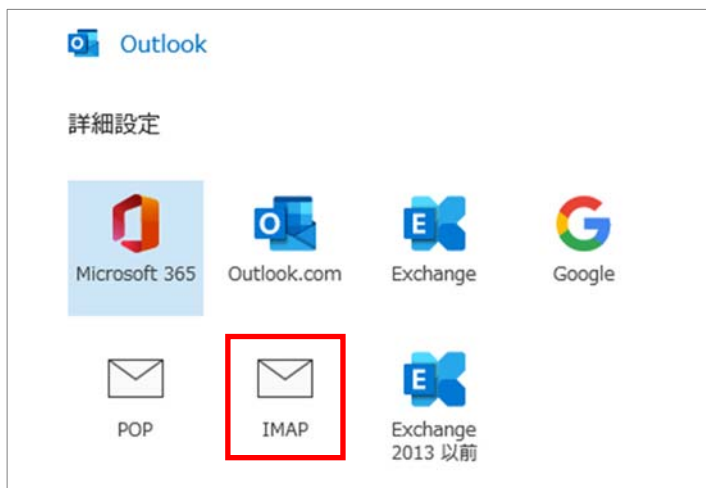 Outlook
詳細設定
Microsoft 365
Outlook.com
Exchange
Google
POP
IMAP
Exchange
2013 以前